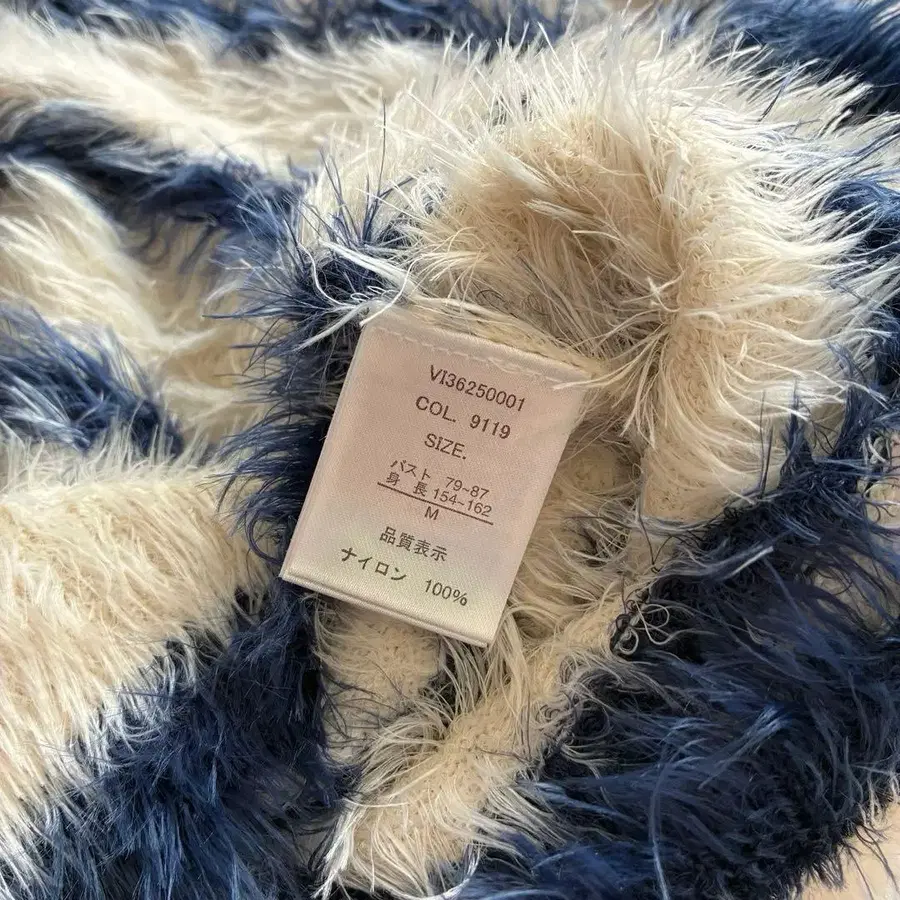 VI36250001
COL. 9119
SIZE.
バスト 79~87
身 長 154~162
M
品質表示
ナイロン 100%